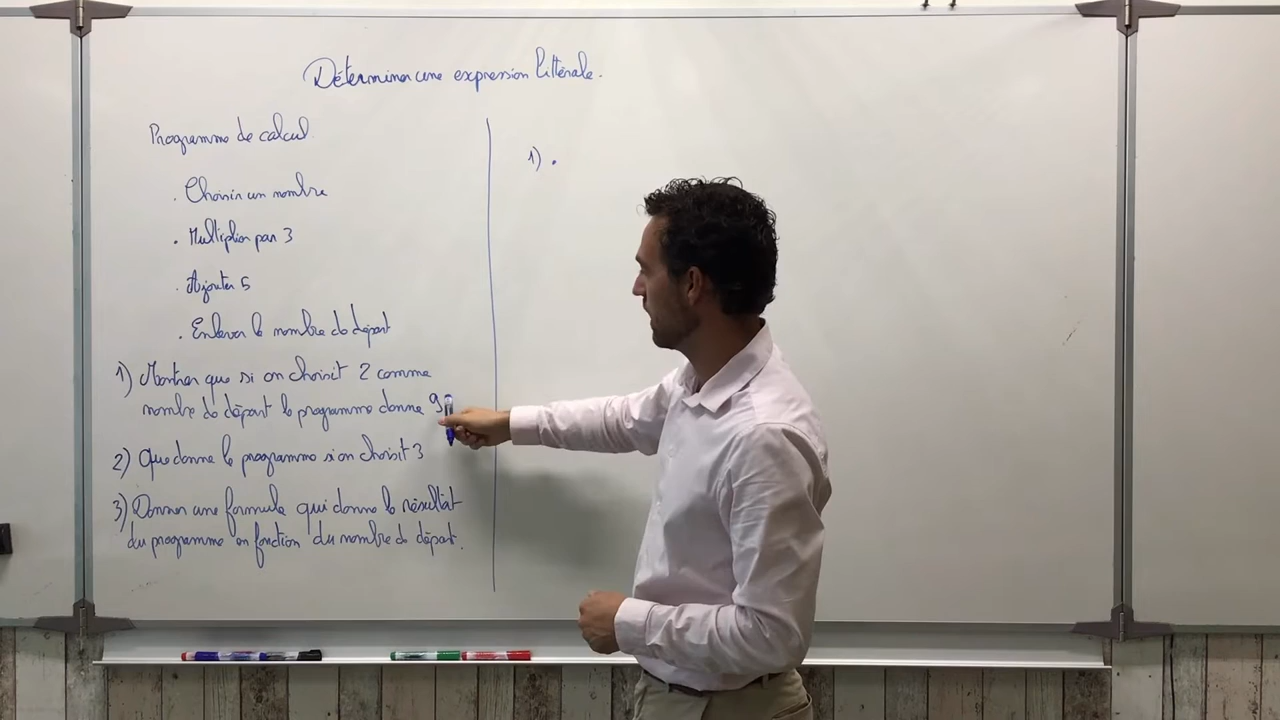 Déterminer une expression littérale.
Programme de calcul
. Choisir un nombre
. Multiplier par 3
. Ajouter 5
. Enlever le nombre de départ
1) Montrer que si on choisit 2 comme
nombre de départ le programme donne 9
2) Que donne le programme si on choisit 3
3) Donner une formule qui donne le résultat
du programme en fonction du nombre de départ.
1) .